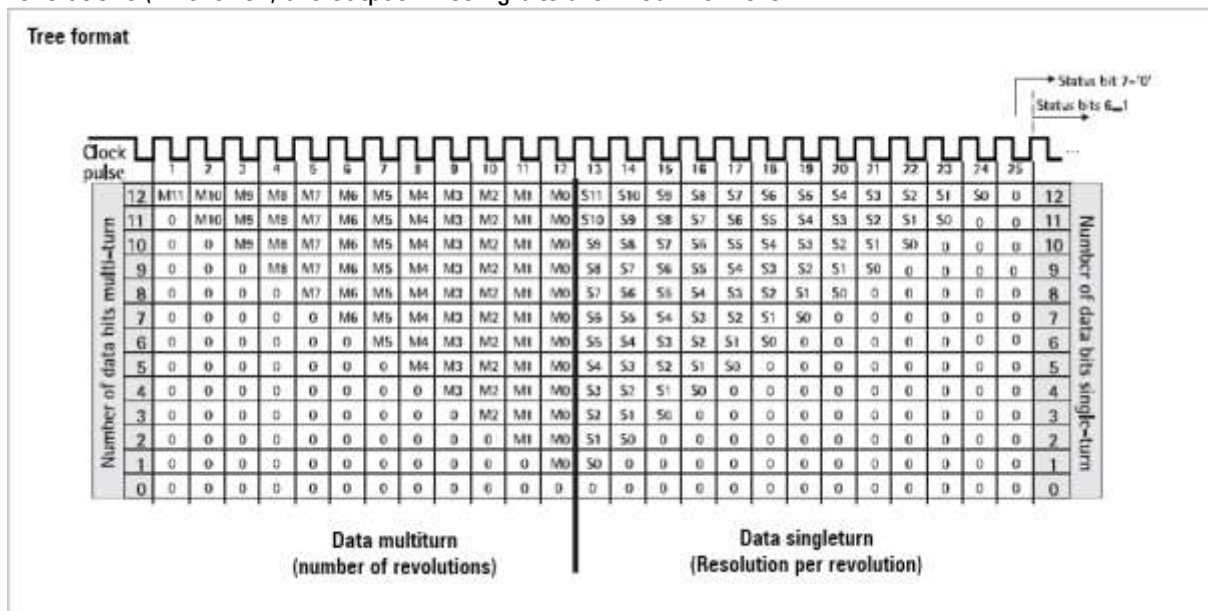 Tree format
Status bit 7='0'
Status bits 6...1
Clock pulse
1 2 3 4 5 6 7 8 9 10 11 12 13 14 15 16 17 18 19 20 21 22 23 24 25
...
Number of data bits multi-turn
Number of data bits single-turn
12 M11 M10 M9 M8 M7 M6 M5 M4 M3 M2 M1 M0 S11 S10 S9 S8 S7 S6 S5 S4 S3 S2 S1 S0 0 12
11 0 M10 M9 M8 M7 M6 M5 M4 M3 M2 M1 M0 S10 S9 S8 S7 S6 S5 S4 S3 S2 S1 S0 0 0 11
10 0 0 M9 M8 M7 M6 M5 M4 M3 M2 M1 M0 S9 S8 S7 S6 S5 S4 S3 S2 S1 S0 0 0 0 10
9 0 0 0 M8 M7 M6 M5 M4 M3 M2 M1 M0 S8 S7 S6 S5 S4 S3 S2 S1 S0 0 0 0 0 9
8 0 0 0 0 M7 M6 M5 M4 M3 M2 M1 M0 S7 S6 S5 S4 S3 S2 S1 S0 0 0 0 0 0 8
7 0 0 0 0 0 M6 M5 M4 M3 M2 M1 M0 S6 S5 S4 S3 S2 S1 S0 0 0 0 0 0 0 7
6 0 0 0 0 0 0 M5 M4 M3 M2 M1 M0 S5 S4 S3 S2 S1 S0 0 0 0 0 0 0 0 6
5 0 0 0 0 0 0 0 M4 M3 M2 M1 M0 S4 S3 S2 S1 S0 0 0 0 0 0 0 0 0 5
4 0 0 0 0 0 0 0 0 M3 M2 M1 M0 S3 S2 S1 S0 0 0 0 0 0 0 0 0 0 4
3 0 0 0 0 0 0 0 0 0 M2 M1 M0 S2 S1 S0 0 0 0 0 0 0 0 0 0 0 3
2 0 0 0 0 0 0 0 0 0 0 M1 M0 S1 S0 0 0 0 0 0 0 0 0 0 0 0 2
1 0 0 0 0 0 0 0 0 0 0 0 M0 S0 0 0 0 0 0 0 0 0 0 0 0 0 1
0 0 0 0 0 0 0 0 0 0 0 0 0 0 0 0 0 0 0 0 0 0 0 0 0 0 0
Data multiturn
(number of revolutions)
Data singleturn
(Resolution per revolution)